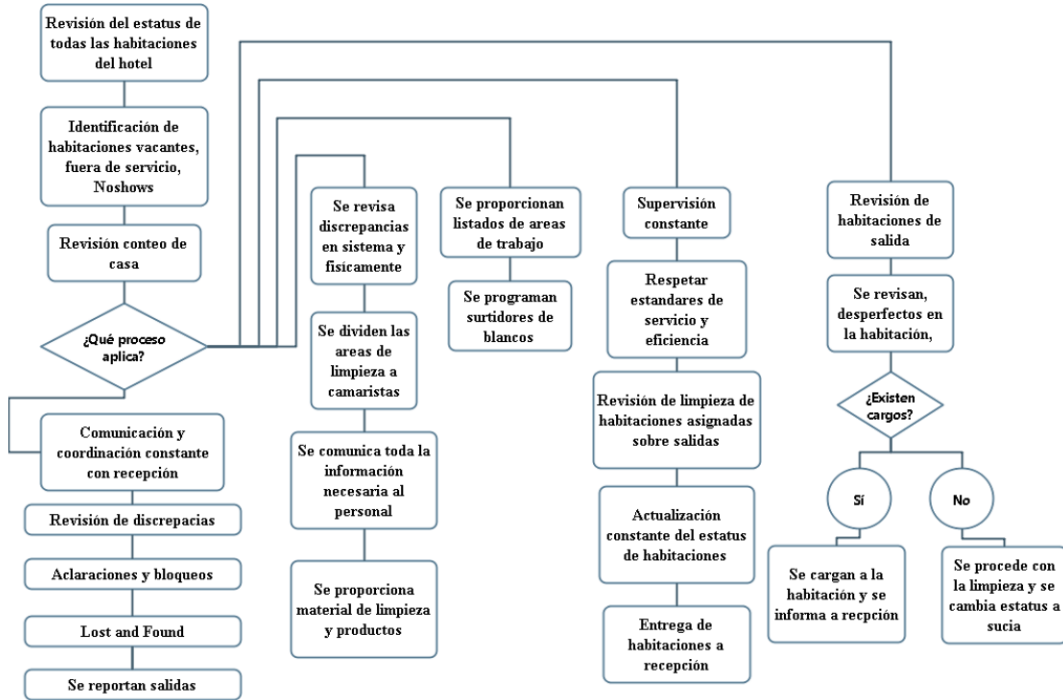 Revisión del estatus de
todas las habitaciones
del hotel
Identificación de
habitaciones vacantes,
fuera de servicio,
Noshows
Revisión conteo de
casa
¿Qué proceso
aplica?
Comunicación y
coordinación constante
con recepción
Revisión de discrepacias
Aclaraciones y bloqueos
Lost and Found
Se reportan salidas
Se revisa
discrepancias
en sistema y
fisícamente
Se dividen las
areas de
limpieza a
camaristas
Se comunica toda la
información
necesaria al
personal
Se proporciona
material de limpieza
y productos
Se proporcionan
listados de areas
de trabajo
Se programan
surtidores de
blancos
Supervisión
constante
Respetar
estandares de
servicio y
eficiencia
Revisión de limpieza de
habitaciones asignadas
sobre salidas
Actualización
constante del estatus
de habitaciones
Entrega de
habitaciones a
recepción
Revisión de
habitaciones de
salida
Se revisan,
desperfectos en
la habitación,
¿Existen
cargos?
Sí
No
Se cargan a la
habitación y se
informa a recpción
Se procede con
la limpieza y se
cambia estatus a
sucia